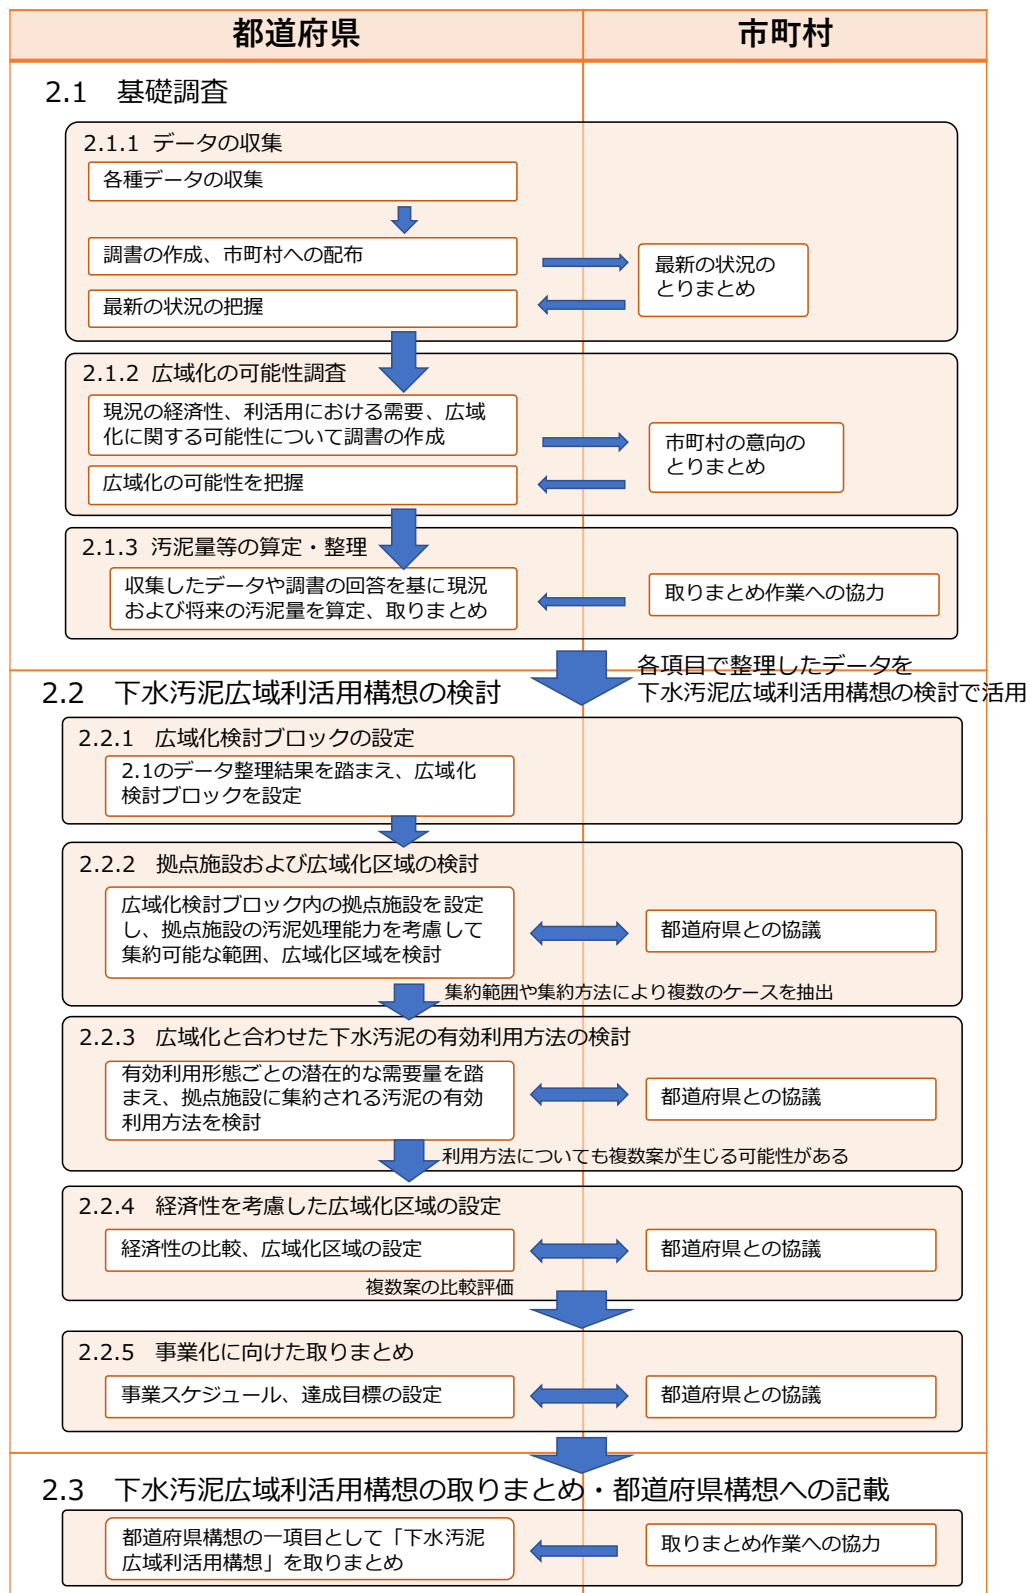 都道府県
市町村
2.1 基礎調査
2.1.1 データの収集
各種データの収集
調書の作成、市町村への配布
最新の状況の
とりまとめ
最新の状況の把握
2.1.2 広域化の可能性調査
現況の経済性、利活用における需要、広域
化に関する可能性について調書の作成
市町村の意向の
とりまとめ
広域化の可能性を把握
2.1.3 汚泥量等の算定・整理
収集したデータや調書の回答を基に現況
および将来の汚泥量を算定、取りまとめ
取りまとめ作業への協力
各項目で整理したデータを
下水汚泥広域利活用構想の検討で活用
2.2 下水汚泥広域利活用構想の検討
2.2.1 広域化検討ブロックの設定
2.1のデータ整理結果を踏まえ、広域化
検討ブロックを設定
2.2.2 拠点施設および広域化区域の検討
広域化検討ブロック内の拠点施設を設定
し、拠点施設の汚泥処理能力を考慮して
集約可能な範囲、広域化区域を検討
都道府県との協議
集約範囲や集約方法により複数のケースを抽出
2.2.3 広域化と合わせた下水汚泥の有効利用方法の検討
有効利用形態ごとの潜在的な需要量を踏
まえ、拠点施設に集約される汚泥の有効
利用方法を検討
都道府県との協議
利用方法についても複数案が生じる可能性がある
2.2.4 経済性を考慮した広域化区域の設定
経済性の比較、広域化区域の設定
都道府県との協議
複数案の比較評価
2.2.5 事業化に向けた取りまとめ
事業スケジュール、達成目標の設定
都道府県との協議
2.3 下水汚泥広域利活用構想の取りまとめ・都道府県構想への記載
都道府県構想の一項目として「下水汚泥
広域利活用構想」を取りまとめ
取りまとめ作業への協力